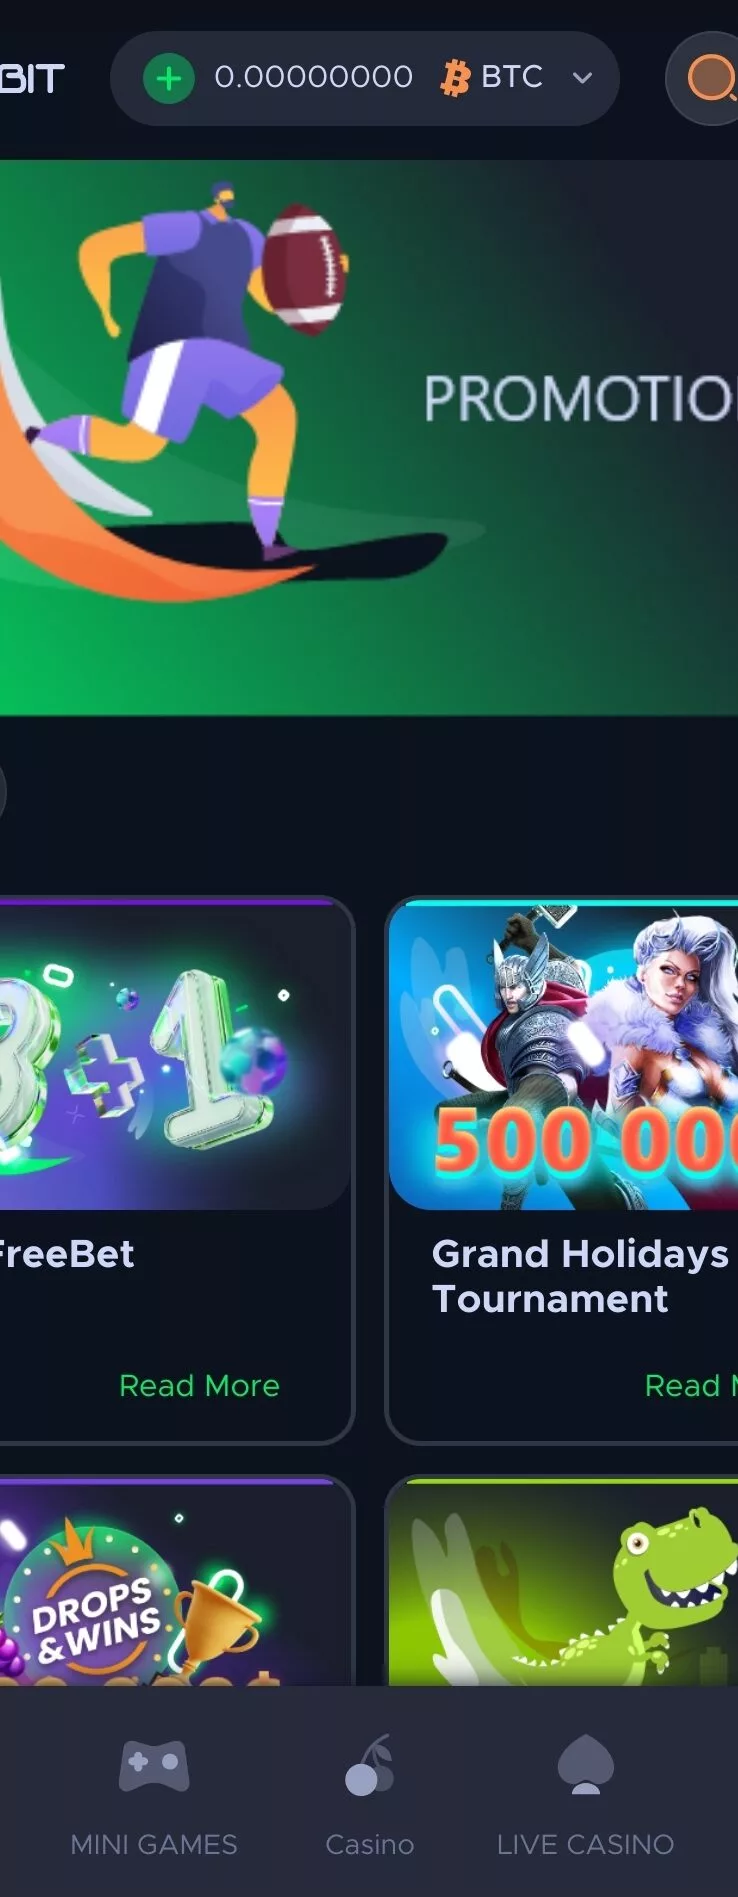 BIT
0.00000000 BTC
PROMOTIO
3+1
500 000
FreeBet
Grand Holidays
Tournament
Read More
Read M
DROPS
&WINS
MINI GAMES
Casino
LIVE CASINO